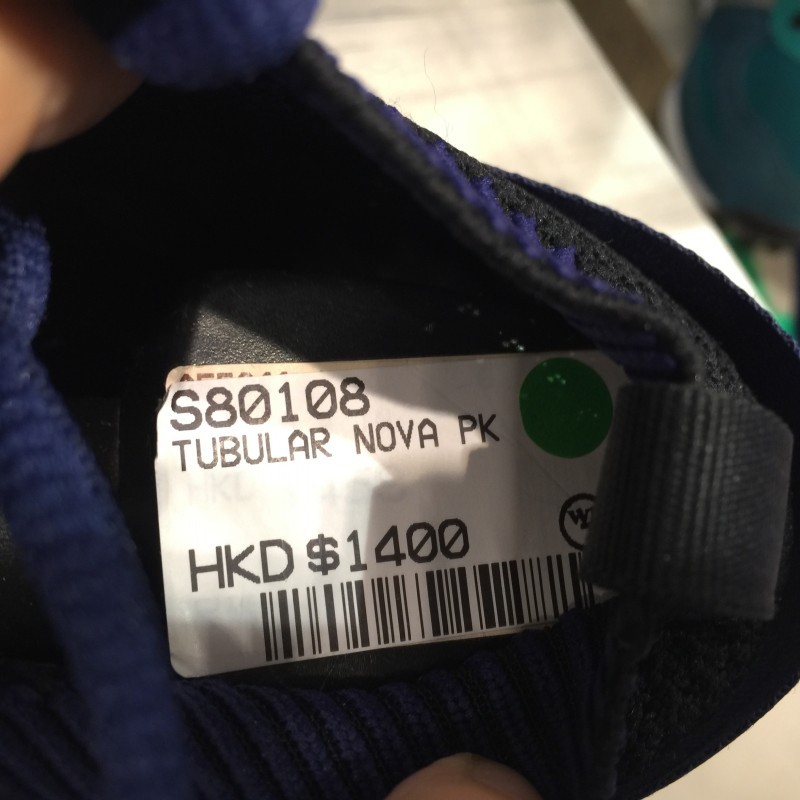 S80108
TUBULAR NOVA PK
HKD $1400